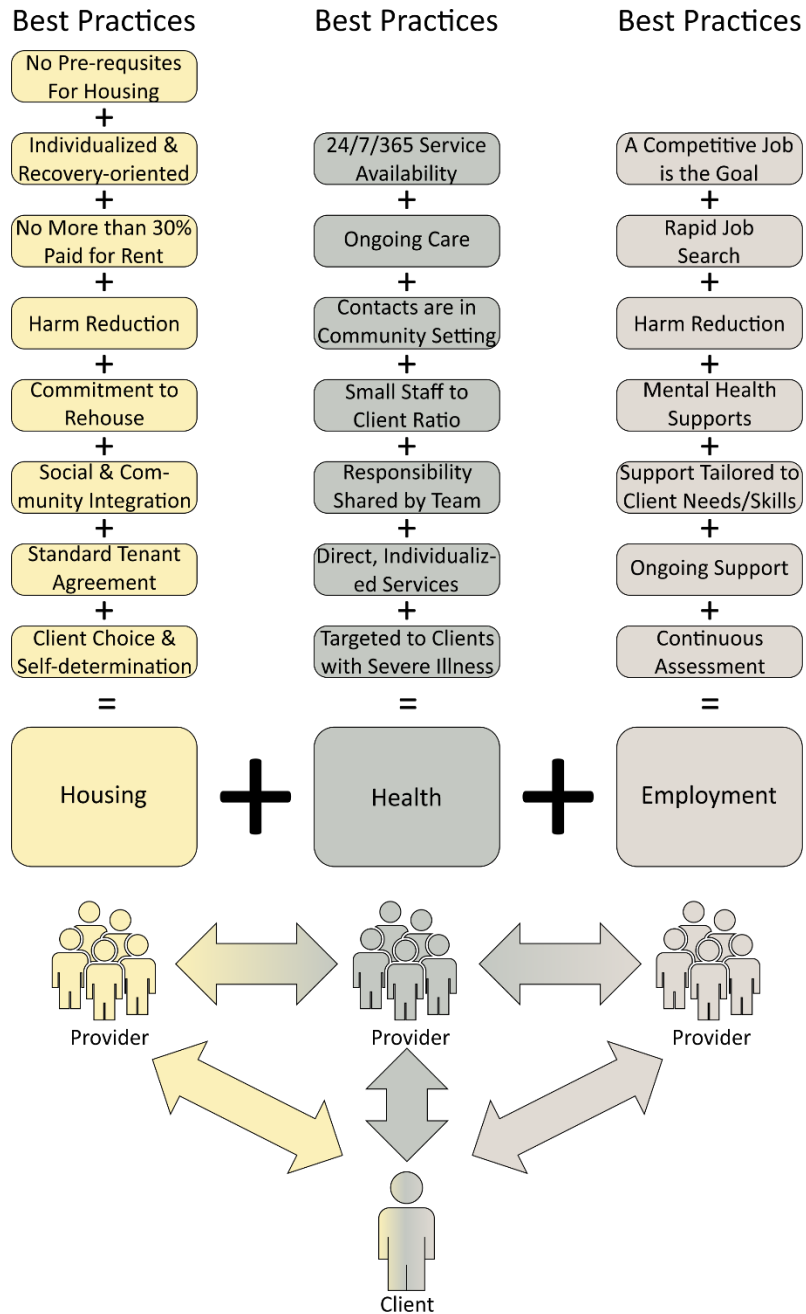 Best Practices
No Pre-requsites
For Housing
+
Individualized &
Recovery-oriented
+
No More than 30%
Paid for Rent
+
Harm Reduction
+
Commitment to
Rehouse
+
Social & Com-
munity Integration
+
Standard Tenant
Agreement
+
Client Choice &
Self-determination
=
Housing
Best Practices
24/7/365 Service
Availability
+
Ongoing Care
+
Contacts are in
Community Setting
+
Small Staff to
Client Ratio
+
Responsibility
Shared by Team
+
Direct, Individualiz-
ed Services
+
Targeted to Clients
with Severe Illness
=
Health
Best Practices
A Competitive Job
is the Goal
+
Rapid Job
Search
+
Harm Reduction
+
Mental Health
Supports
+
Support Tailored to
Client Needs/Skills
+
Ongoing Support
+
Continuous
Assessment
=
Employment
+
+
Provider
Provider
Provider
Client